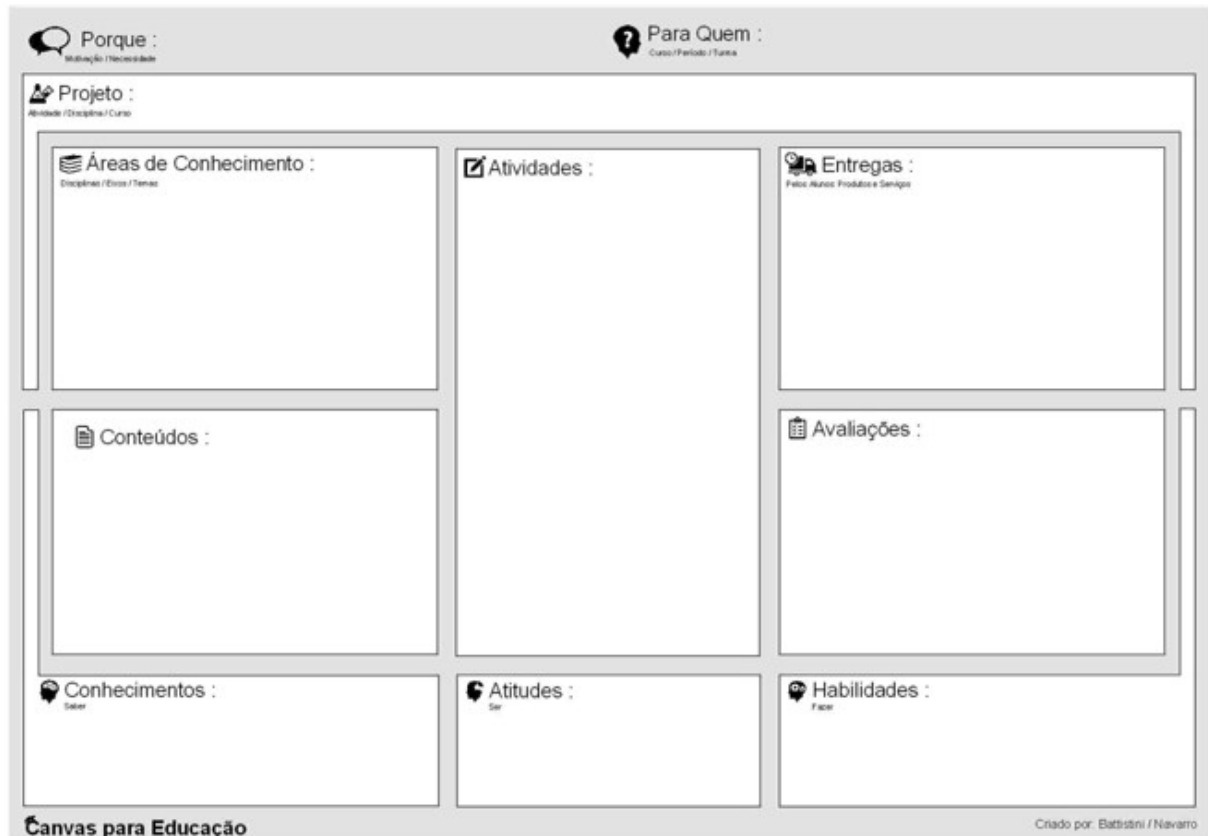 Porque :
Motivação / Necessidade
Para Quem :
Curso / Período / Turma
Projeto :
Atividade / Disciplina / Curso
Áreas de Conhecimento :
Disciplinas / Eixos / Temas
Atividades :
Entregas :
Pelos Alunos: Produtos e Serviços
Conteúdos :
Avaliações :
Conhecimentos :
Saber
Atitudes :
Ser
Habilidades :
Fazer
Canvas para Educação
Criado por: Battistini / Navarro